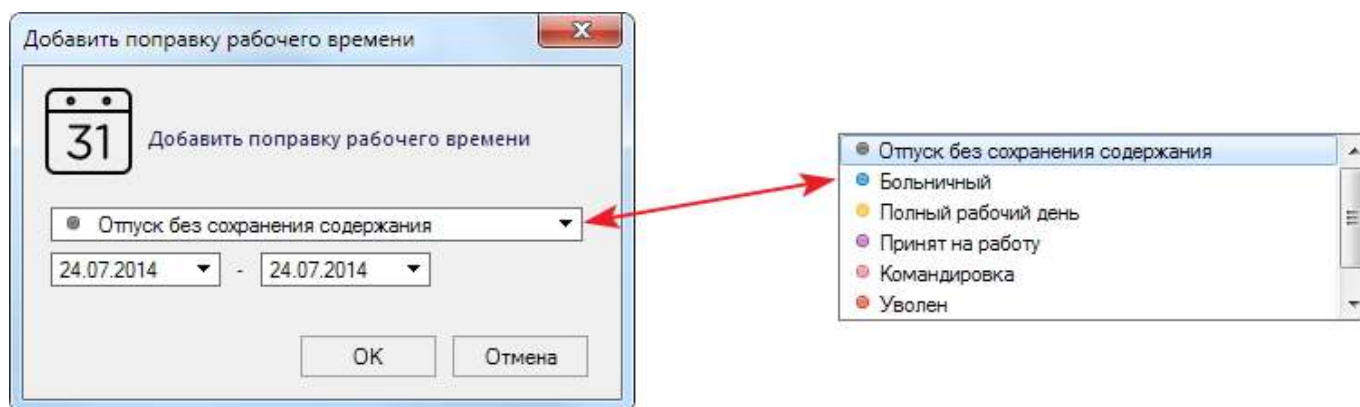 Добавить поправку рабочего времени
31
Добавить поправку рабочего времени
Отпуск без сохранения содержания
24.07.2014 - 24.07.2014
OK Отмена
Отпуск без сохранения содержания
Больничный
Полный рабочий день
Принят на работу
Командировка
Уволен